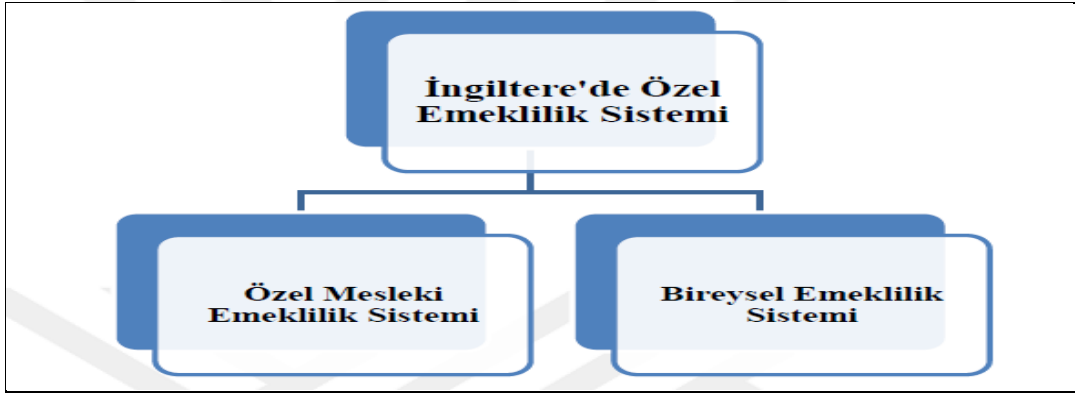 İngiltere'de Özel
Emeklilik Sistemi
Özel Mesleki
Emeklilik Sistemi
Bireysel Emeklilik
Sistemi